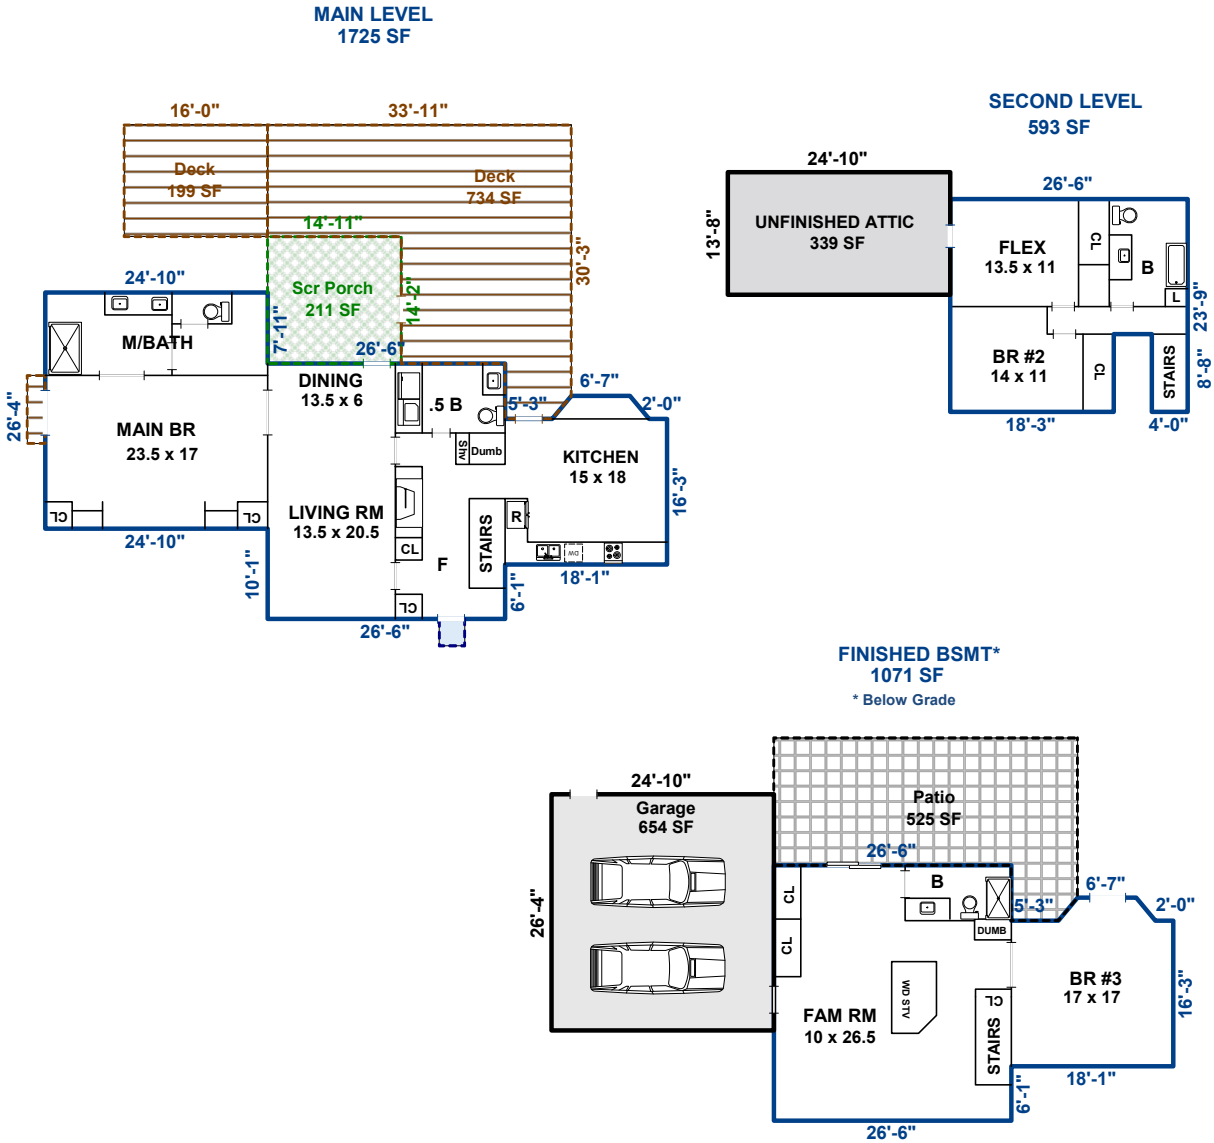 MAIN LEVEL
1725 SF
16'-0"
33'-11"
Deck
199 SF
Deck
734 SF
14'-11"
30'-3"
24'-10"
Scr Porch
211 SF
14'-2"
7'-11"
26'-6"
M/BATH
DINING
13.5 x 6
.5 B
5'-3"
6'-7"
2'-0"
26'-4"
MAIN BR
23.5 x 17
Shv
Dumb
KITCHEN
15 x 18
16'-3"
CL
CL
LIVING RM
13.5 x 20.5
R
STAIRS
CL
DW
24'-10"
10'-1"
F
18'-1"
6'-1"
CL
26'-6"
SECOND LEVEL
593 SF
24'-10"
26'-6"
13'-8"
UNFINISHED ATTIC
339 SF
FLEX
13.5 x 11
CL
B
L
23'-9"
BR #2
14 x 11
CL
STAIRS
8'-8"
18'-3"
4'-0"
FINISHED BSMT*
1071 SF
* Below Grade
24'-10"
Garage
654 SF
Patio
525 SF
26'-6"
26'-4"
CL
B
5'-3"
6'-7"
2'-0"
CL
DUMB
WD STV
BR #3
17 x 17
16'-3"
FAM RM
10 x 26.5
CL
STAIRS
18'-1"
6'-1"
26'-6"